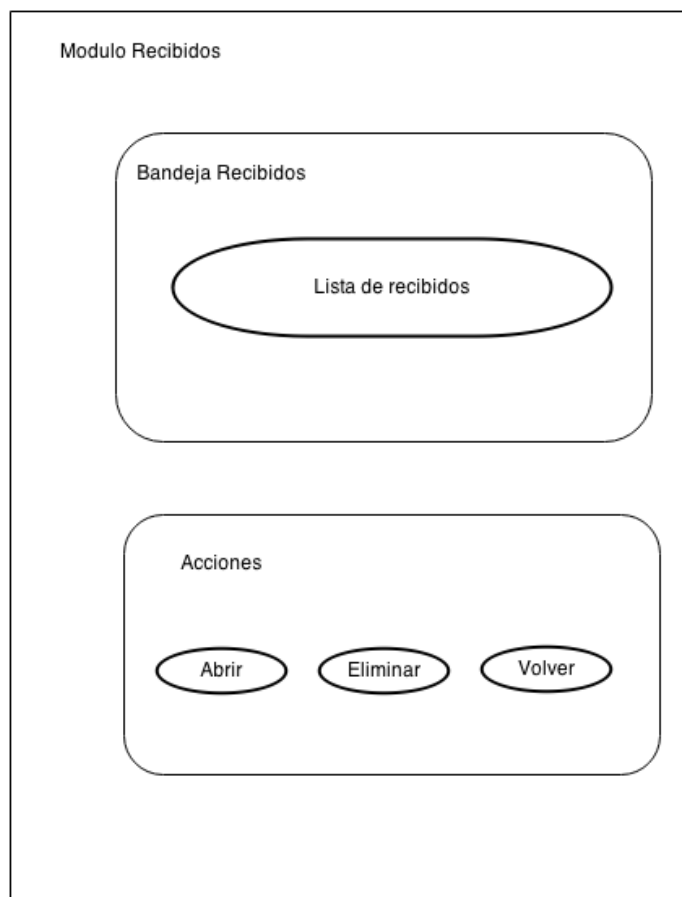 Modulo Recibidos
Bandeja Recibidos
Lista de recibidos
Acciones
Abrir
Eliminar
Volver